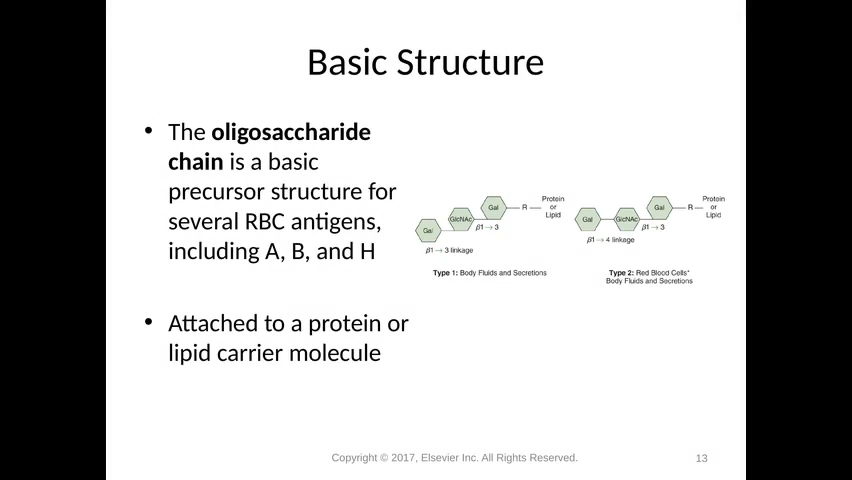 Basic Structure
• The oligosaccharide
chain is a basic
precursor structure for
several RBC antigens,
including A, B, and H
• Attached to a protein or
lipid carrier molecule
Gal
GlcNAc
Gal
R
Protein
or
Lipid
β1→3
β1→3 linkage
Type 1: Body Fluids and Secretions
Gal
GlcNAc
Gal
R
Protein
or
Lipid
β1→3
β1→4 linkage
Type 2: Red Blood Cells*
Body Fluids and Secretions
Copyright © 2017, Elsevier Inc. All Rights Reserved.
13